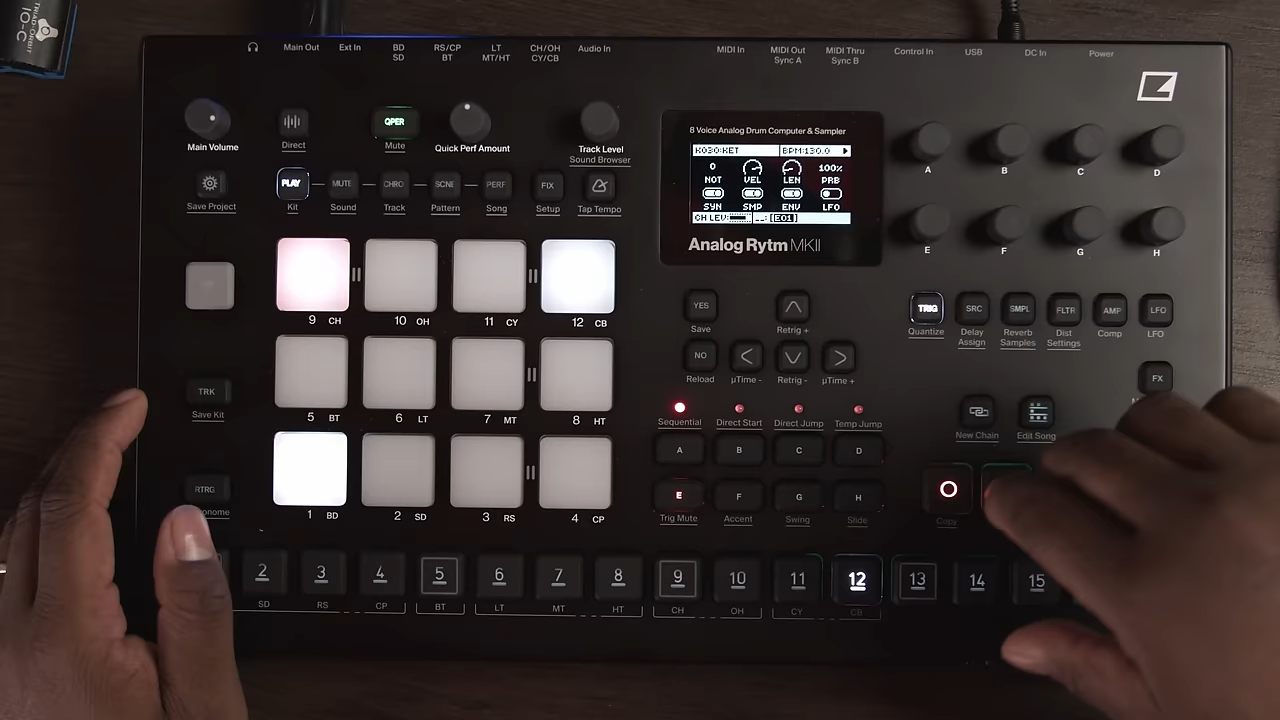 TRIAD-ORBIT
IO-C
Main Out
Ext In
BD
SD
RS/CP
BT
LT
MT/HT
CH/OH
CY/CB
Audio In
MIDI In
MIDI Out
Sync A
MIDI Thru
Sync B
Control In
USB
DC In
Power
Main Volume
Direct
QPER
Mute
Quick Perf Amount
Track Level
Sound Browser
8 Voice Analog Drum Computer & Sampler
K030:KET
BPM:130.0
0
100%
NOT
VEL
LEN
PRB
SYN
SMP
ENV
LFO
CH LEV:
[E01]
Analog Rytm MKII
A
B
C
D
E
F
G
H
Save Project
PLAY
Kit
MUTE
Sound
CHRO
Track
SCNE
Pattern
PERF
Song
FIX
Setup
Tap Tempo
9 CH
10 OH
11 CY
12 CB
5 BT
6 LT
7 MT
8 HT
1 BD
2 SD
3 RS
4 CP
TRK
Save Kit
RTRG
YES
Save
Retrig +
NO
Reload
µTime -
Retrig -
µTime +
TRIG
Quantize
SRC
Delay
Assign
SMPL
Reverb
Samples
FLTR
Dist
Settings
AMP
Comp
LFO
LFO
FX
New Chain
Edit Song
Sequential
Direct Start
Direct Jump
Temp Jump
A
B
C
D
E
F
G
H
Trig Mute
Accent
Swing
Slide
Copy
2
3
4
5
6
7
8
9
10
11
12
13
14
15
SD
RS
CP
BT
LT
MT
HT
CH
OH
CY
CB